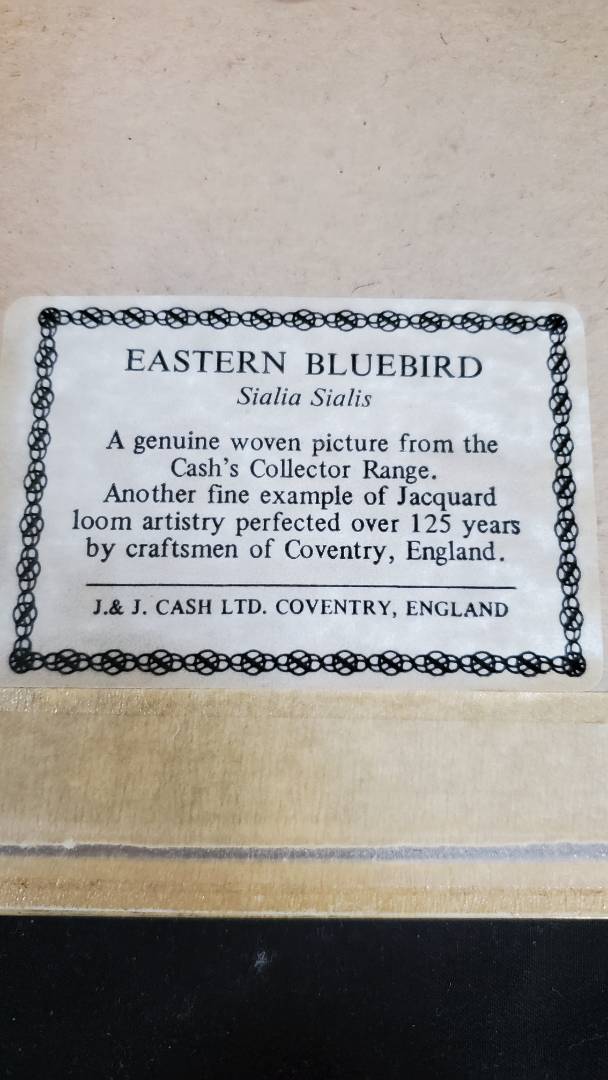 EASTERN BLUEBIRD
Sialia Sialis
A genuine woven picture from the
Cash's Collector Range.
Another fine example of Jacquard
loom artistry perfected over 125 years
by craftsmen of Coventry, England.
J.& J. CASH LTD. COVENTRY, ENGLAND